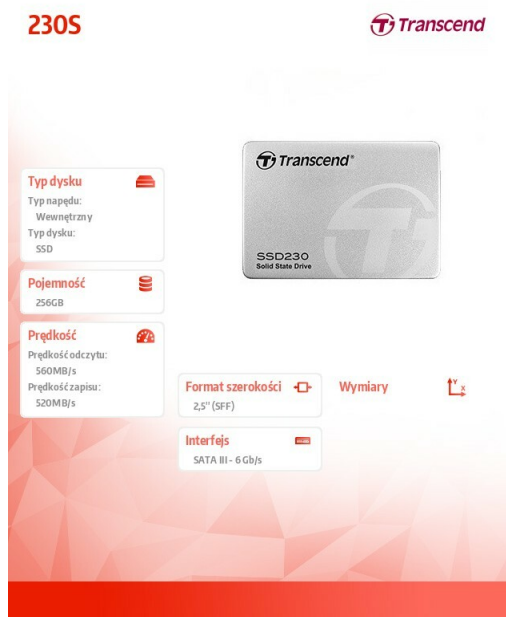 230S
Transcend
Transcend®
SSD230
Solid State Drive
Typ dysku
Typ napędu:
Wewnętrzny
Typ dysku:
SSD
Pojemność
256GB
Prędkość
Prędkość odczytu:
560MB/s
Prędkość zapisu:
520MB/s
Format szerokości
2,5'' (SFF)
Interfejs
SATA III - 6 Gb/s
Wymiary
Y
X